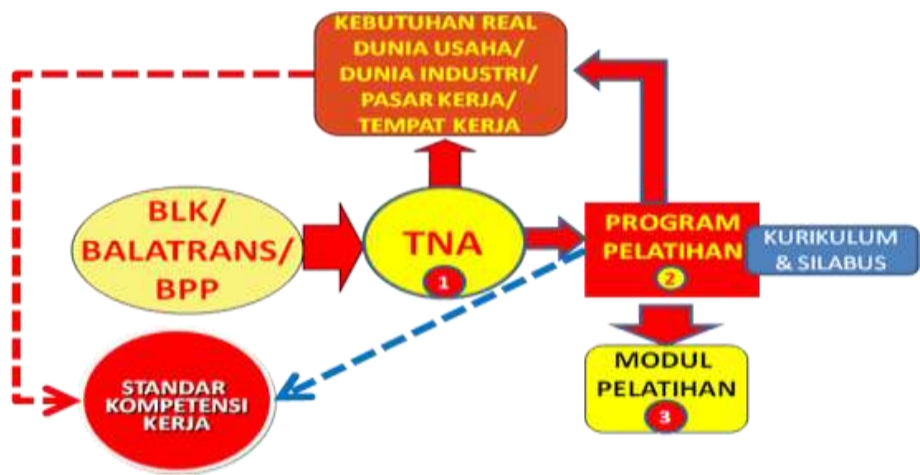 KEBUTUHAN REAL
DUNIA USAHA/
DUNIA INDUSTRI/
PASAR KERJA/
TEMPAT KERJA
BLK/
BALATRANS/
BPP
TNA
1
PROGRAM
PELATIHAN
2
KURIKULUM
& SILABUS
STANDAR
KOMPETENSI
KERJA
MODUL
PELATIHAN
3